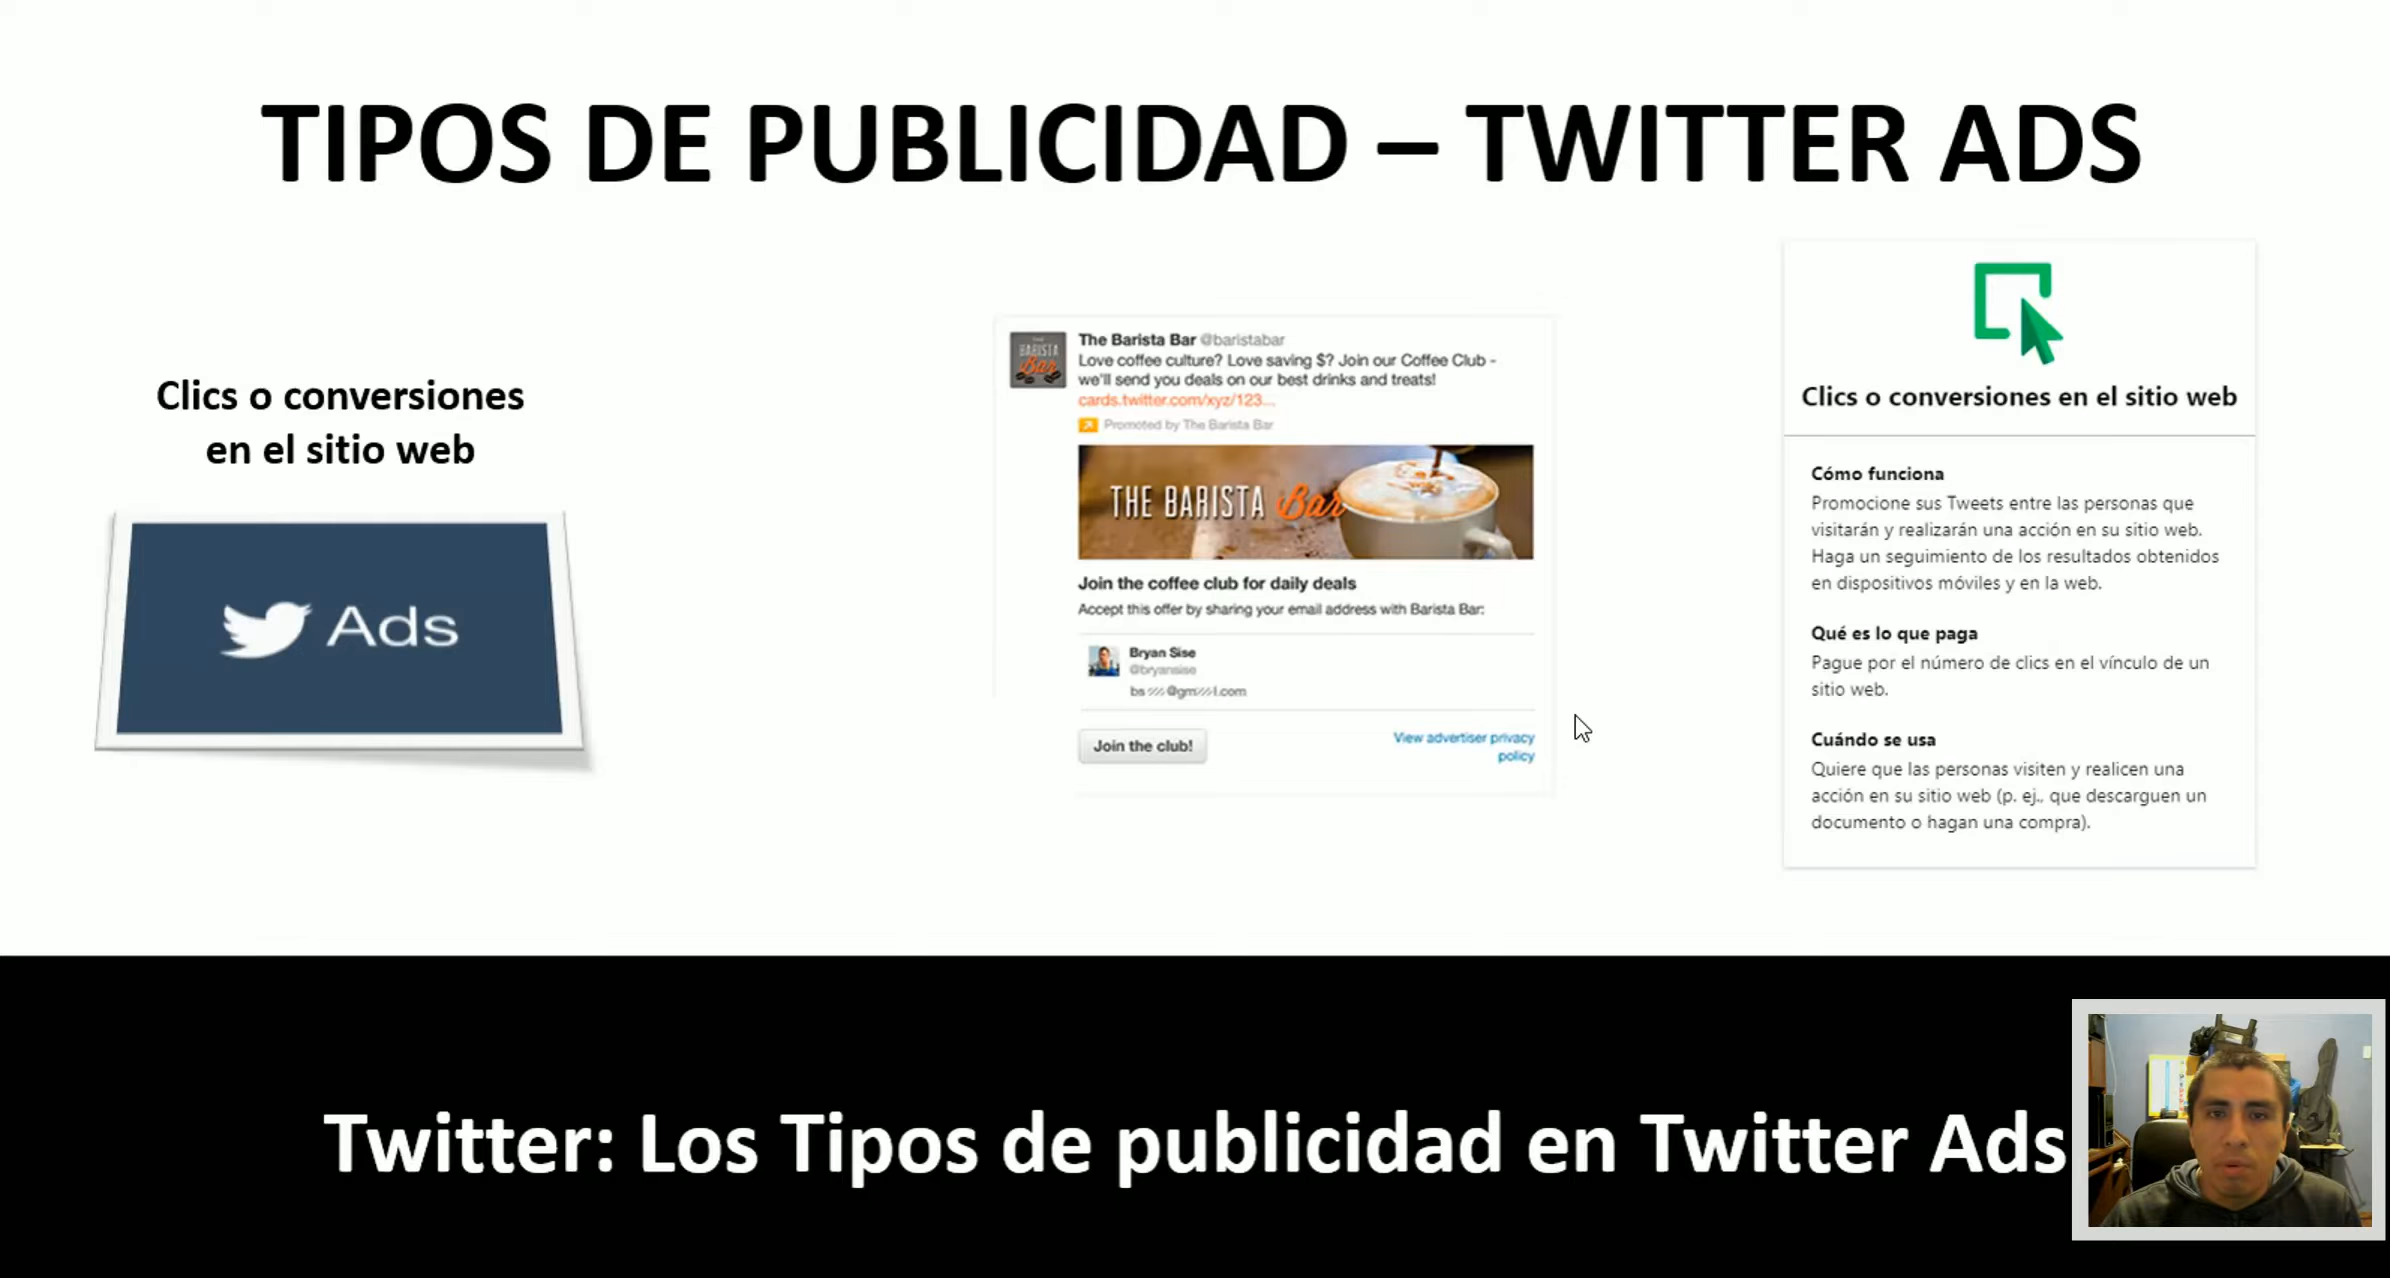 TIPOS DE PUBLICIDAD – TWITTER ADS
Clics o conversiones
en el sitio web
Ads
The Barista Bar @baristabar
Love coffee culture? Love saving $? Join our Coffee Club -
we'll send you deals on our best drinks and treats!
cards.twitter.com/xyz/123...
Promoted by The Barista Bar
BARISTA
Bar
THE BARISTA Bar
Join the coffee club for daily deals
Accept this offer by sharing your email address with Barista Bar:
Bryan Sise
@bryansise
bs///@gm///l.com
Join the club!
View advertiser privacy
policy
Clics o conversiones en el sitio web
Cómo funciona
Promocione sus Tweets entre las personas que
visitarán y realizarán una acción en su sitio web.
Haga un seguimiento de los resultados obtenidos
en dispositivos móviles y en la web.
Qué es lo que paga
Pague por el número de clics en el vínculo de un
sitio web.
Cuándo se usa
Quiere que las personas visiten y realicen una
acción en su sitio web (p. ej., que descarguen un
documento o hagan una compra).
Twitter: Los Tipos de publicidad en Twitter Ads